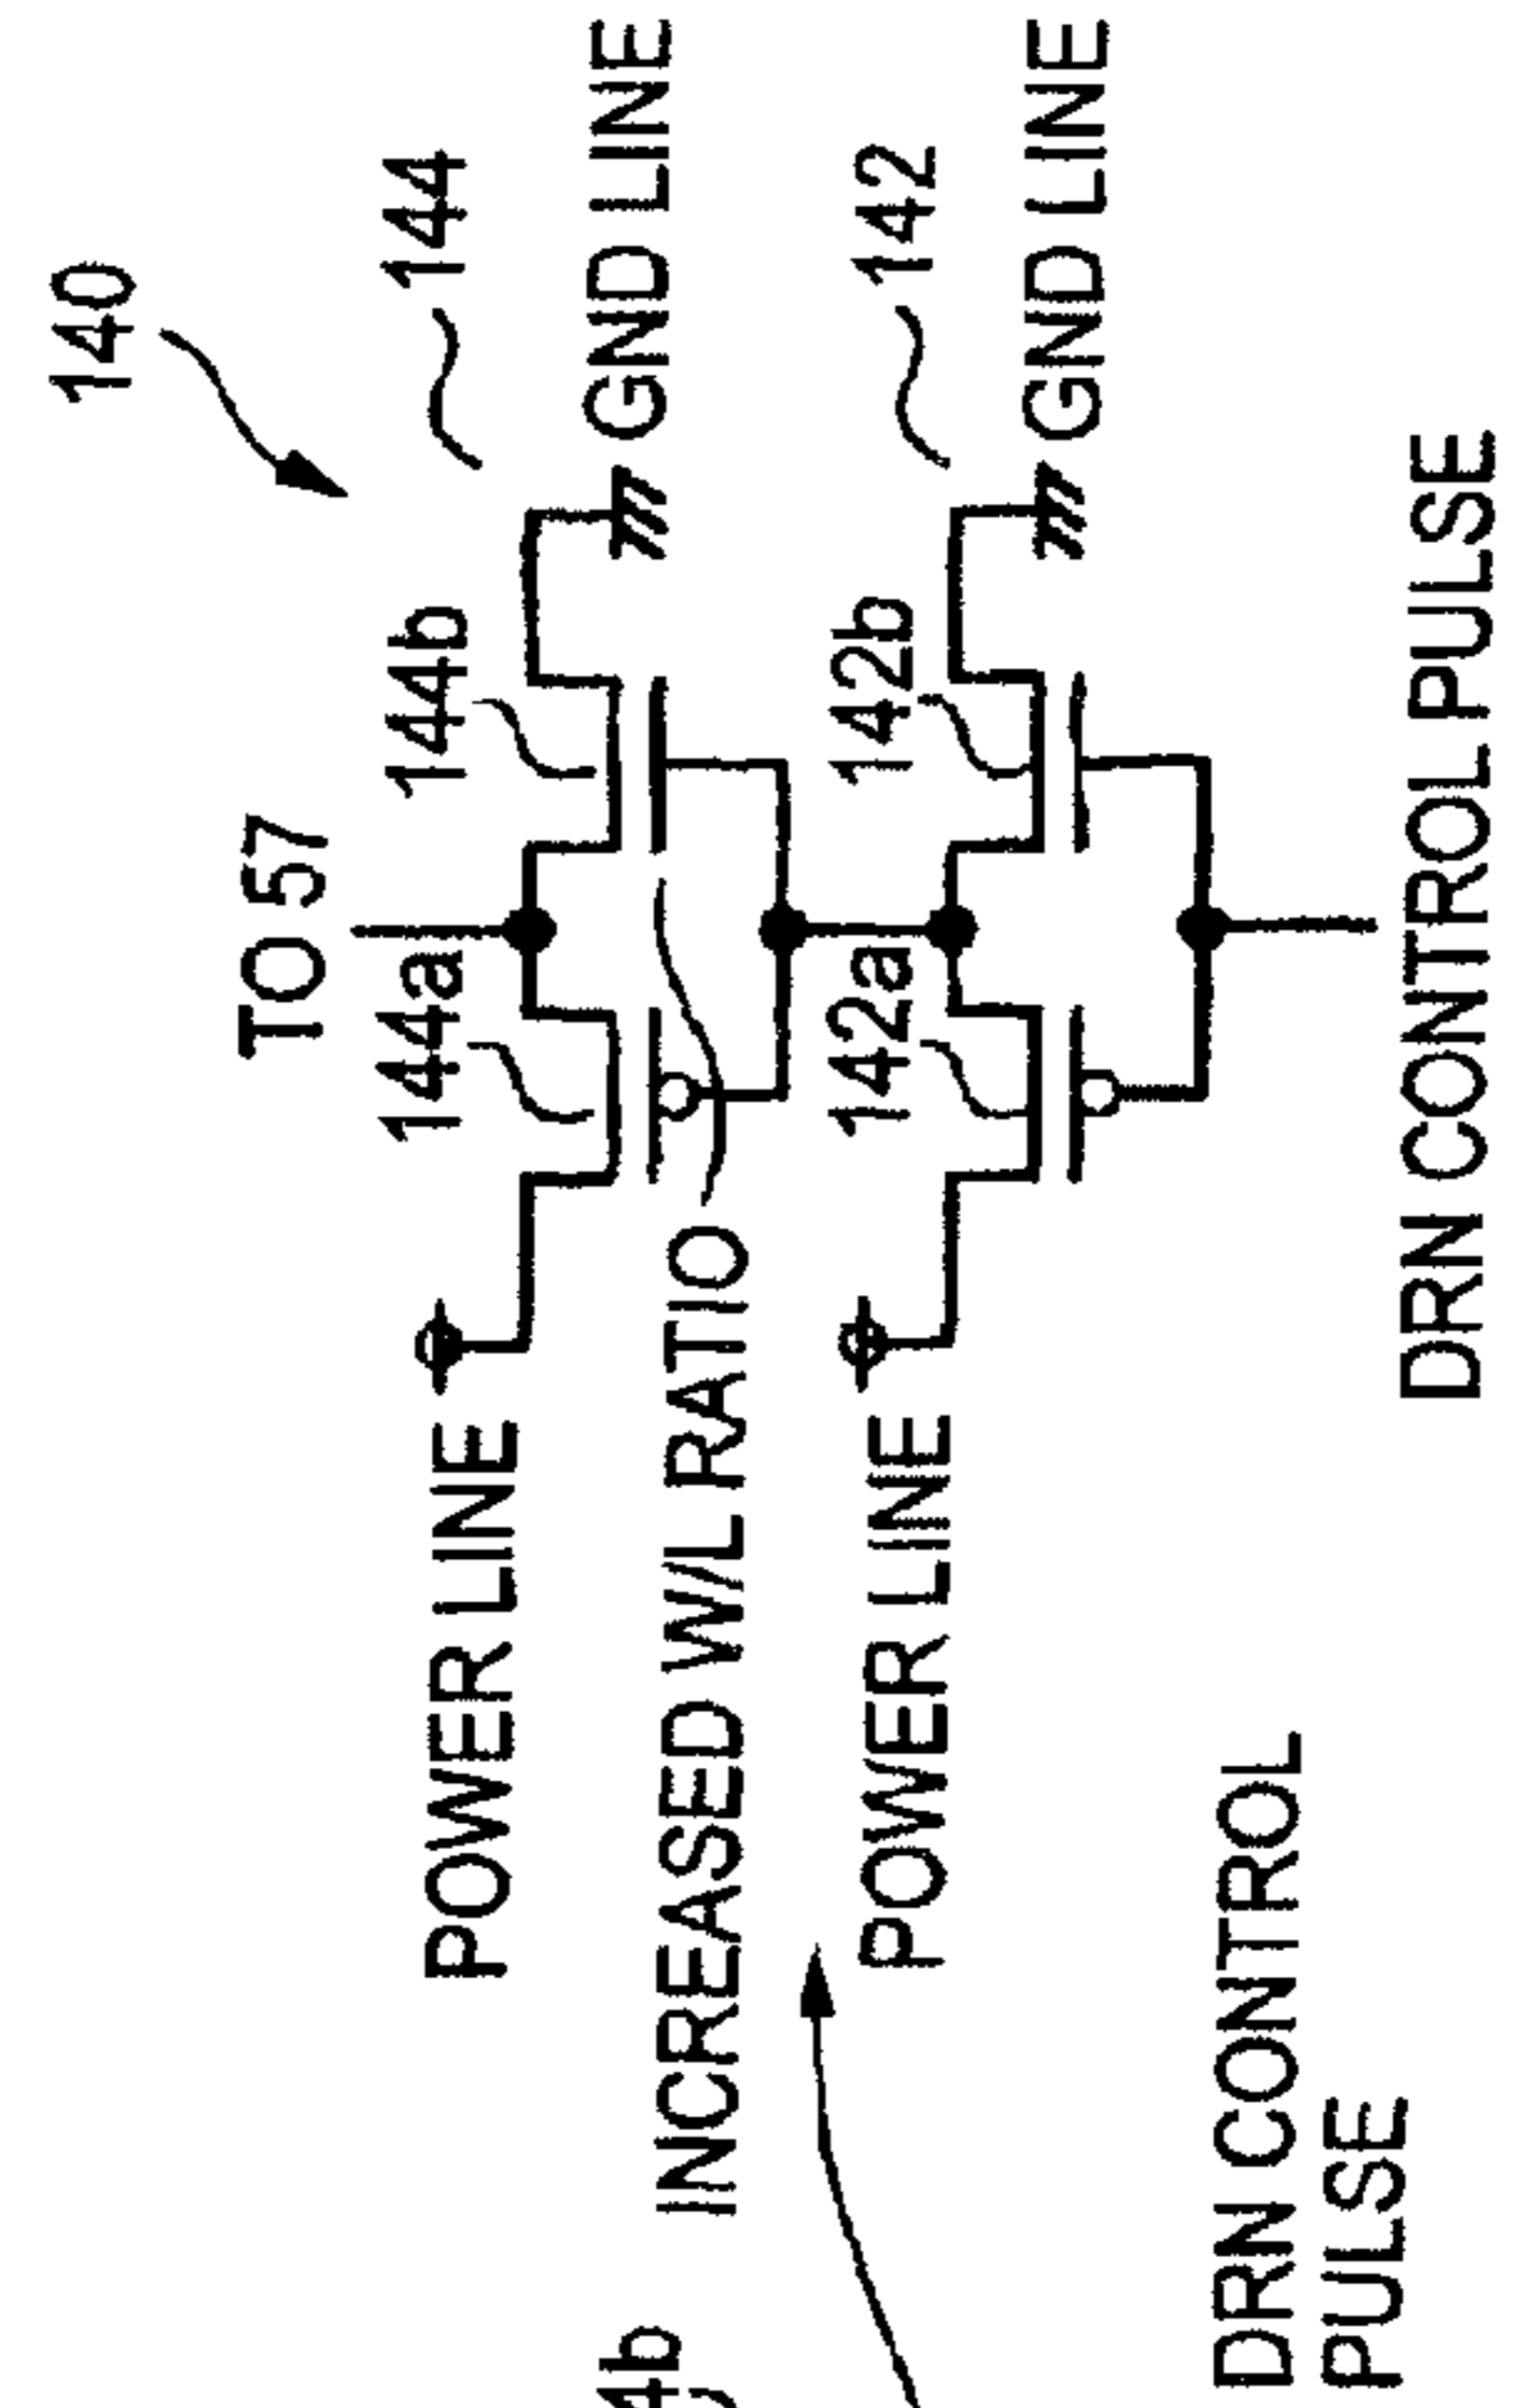 140
TO 57
144
144b
144a
POWER LINE
GND LINE
INCREASED W/L RATIO
142
142b
142a
POWER LINE
GND LINE
DRN CONTROL PULSE
DRN CONTROL
PULSE
4b